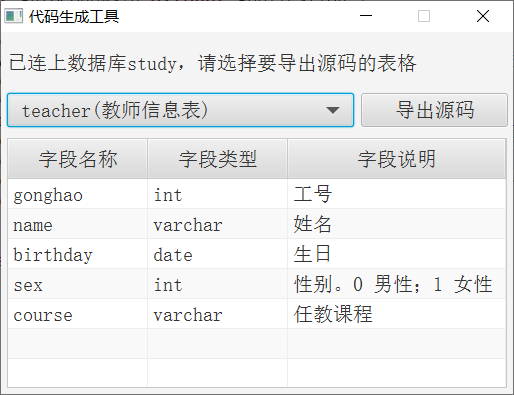 代码生成工具
已连上数据库study，请选择要导出源码的表格
teacher(教师信息表) 导出源码
字段名称 字段类型 字段说明
gonghao int 工号
name varchar 姓名
birthday date 生日
sex int 性别。0 男性；1 女性
course varchar 任教课程